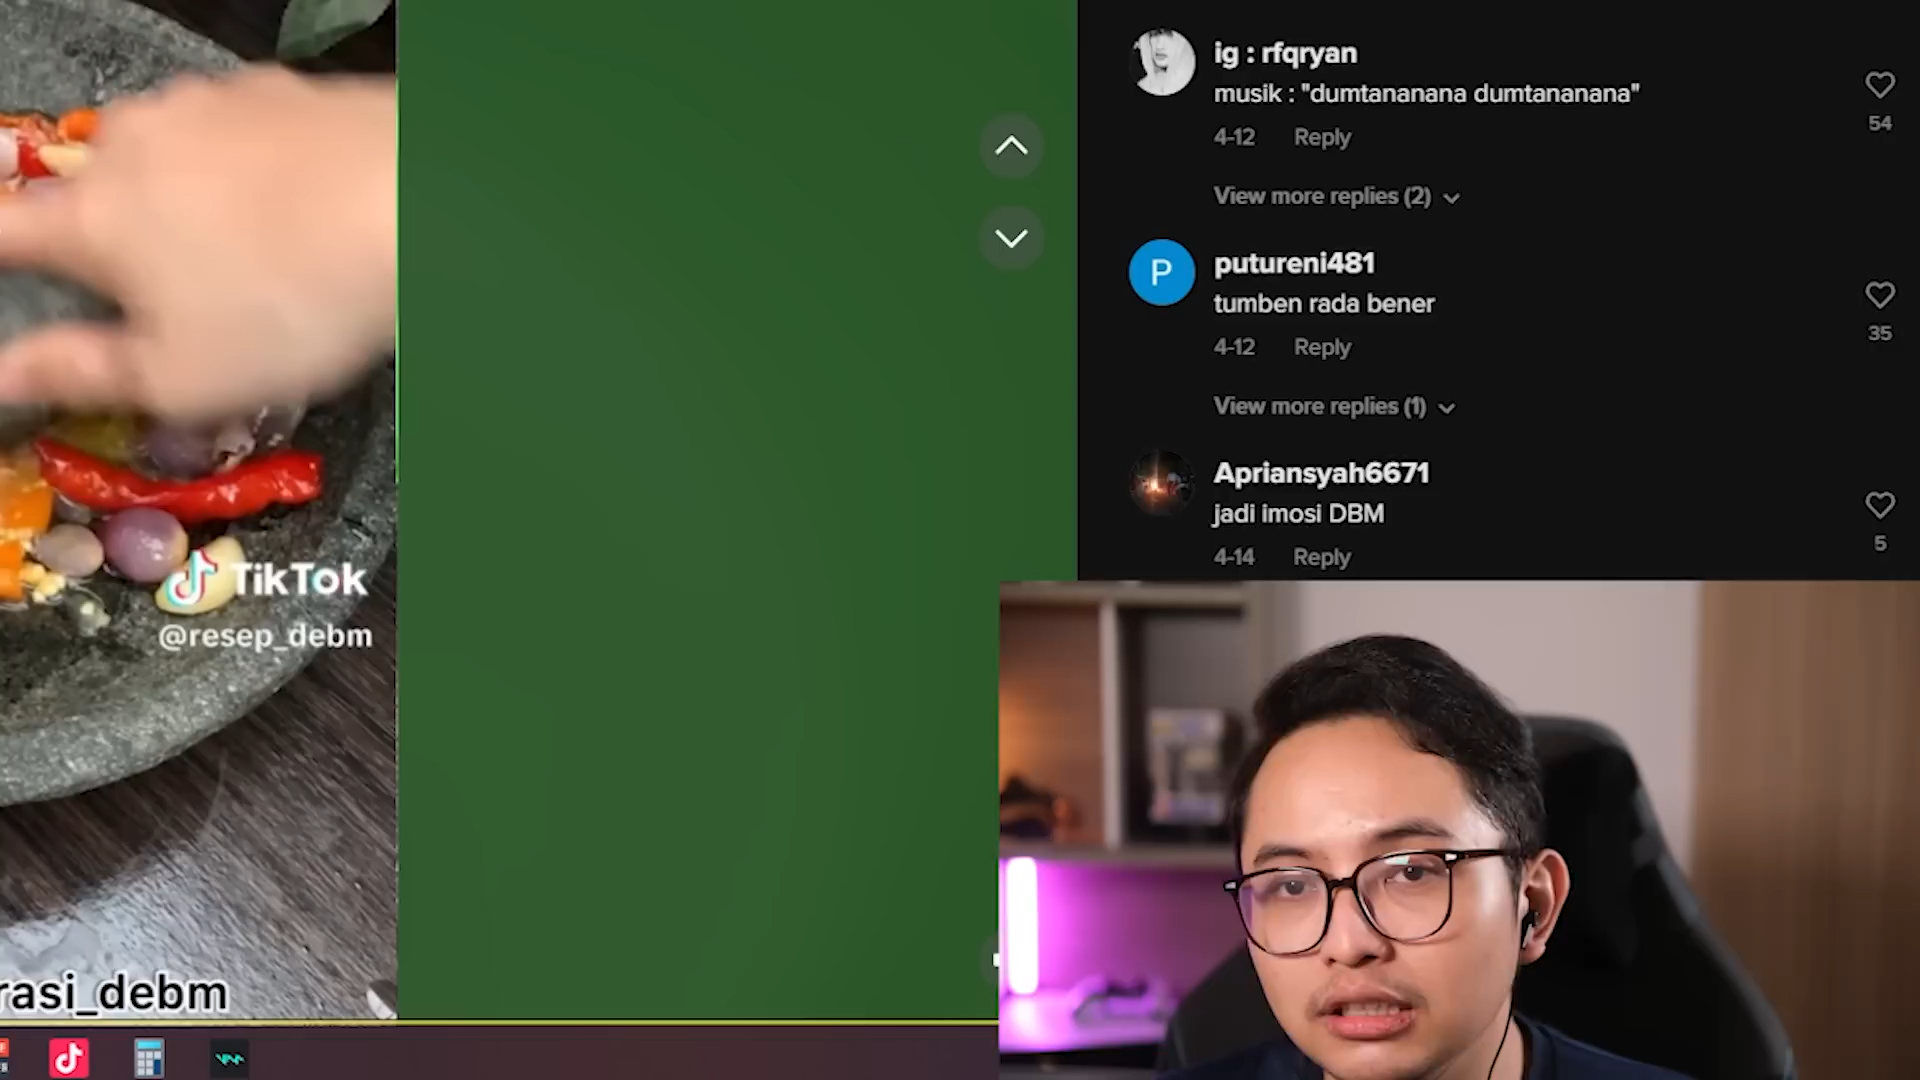 ig : rfqryan
musik : "dumtananana dumtananana"
54
4-12 Reply
View more replies (2)
P
putureni481
tumben rada bener
35
4-12 Reply
View more replies (1)
Apriansyah6671
jadi imosi DBM
5
4-14 Reply
TikTok
@resep_debm
rasi_debm